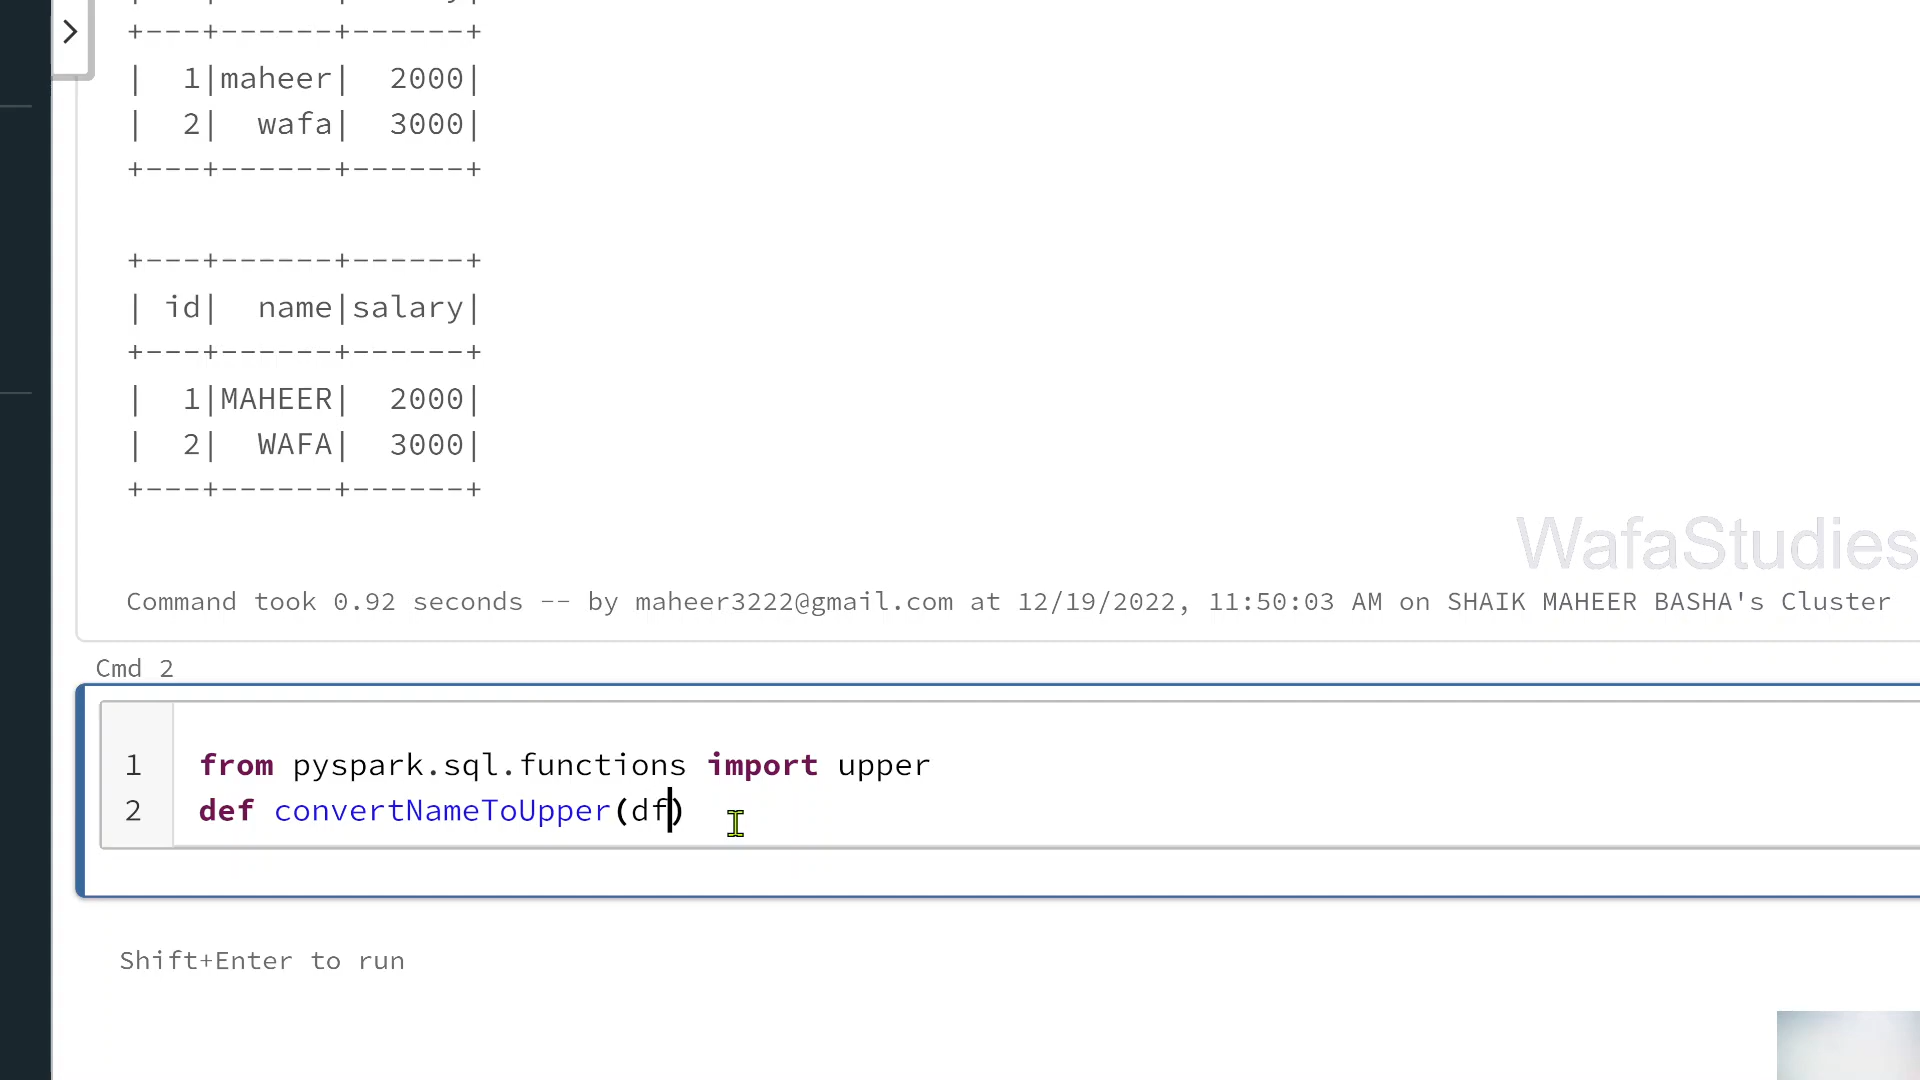 +---+------+------+
|  1|maheer|  2000|
|  2|  wafa|  3000|
+---+------+------+
+---+------+------+
| id|  name|salary|
+---+------+------+
|  1|MAHEER|  2000|
|  2|  WAFA|  3000|
+---+------+------+
WafaStudies
Command took 0.92 seconds -- by maheer3222@gmail.com at 12/19/2022, 11:50:03 AM on SHAIK MAHEER BASHA's Cluster
Cmd 2
1 from pyspark.sql.functions import upper
2 def convertNameToUpper(df)
Shift+Enter to run